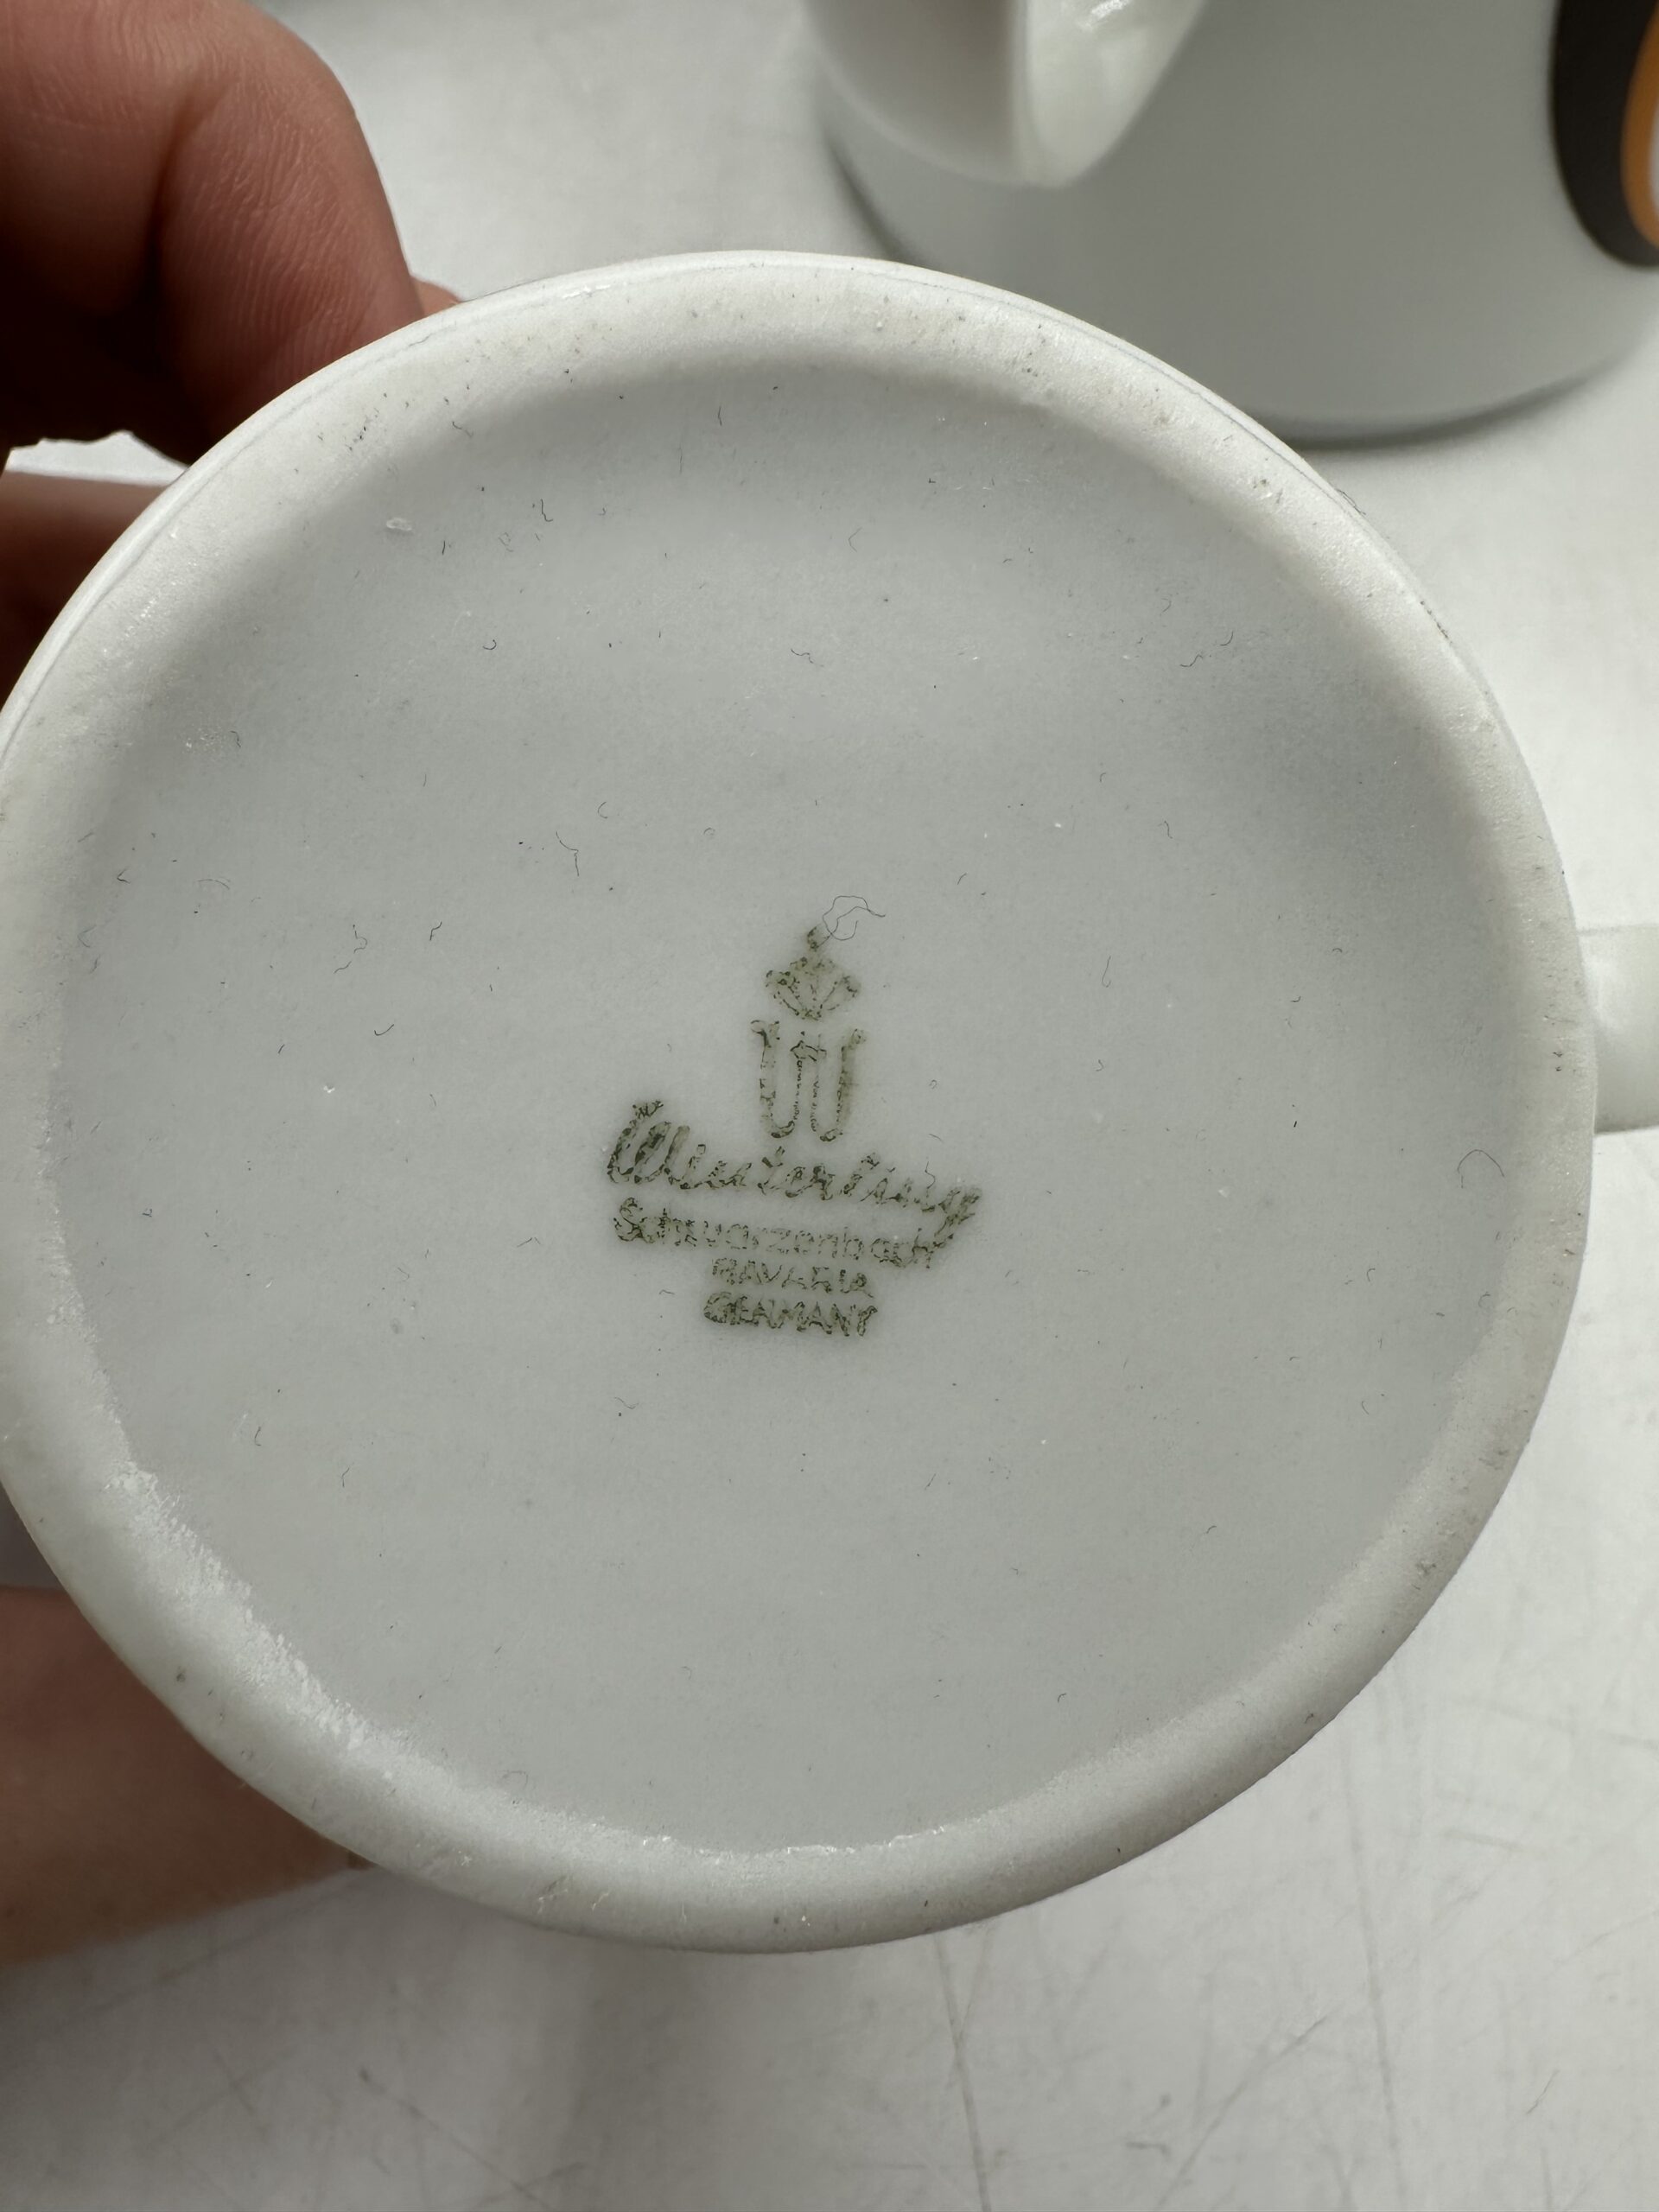 W
Winterling
Schwarzenbach
BAVARIA
GERMANY